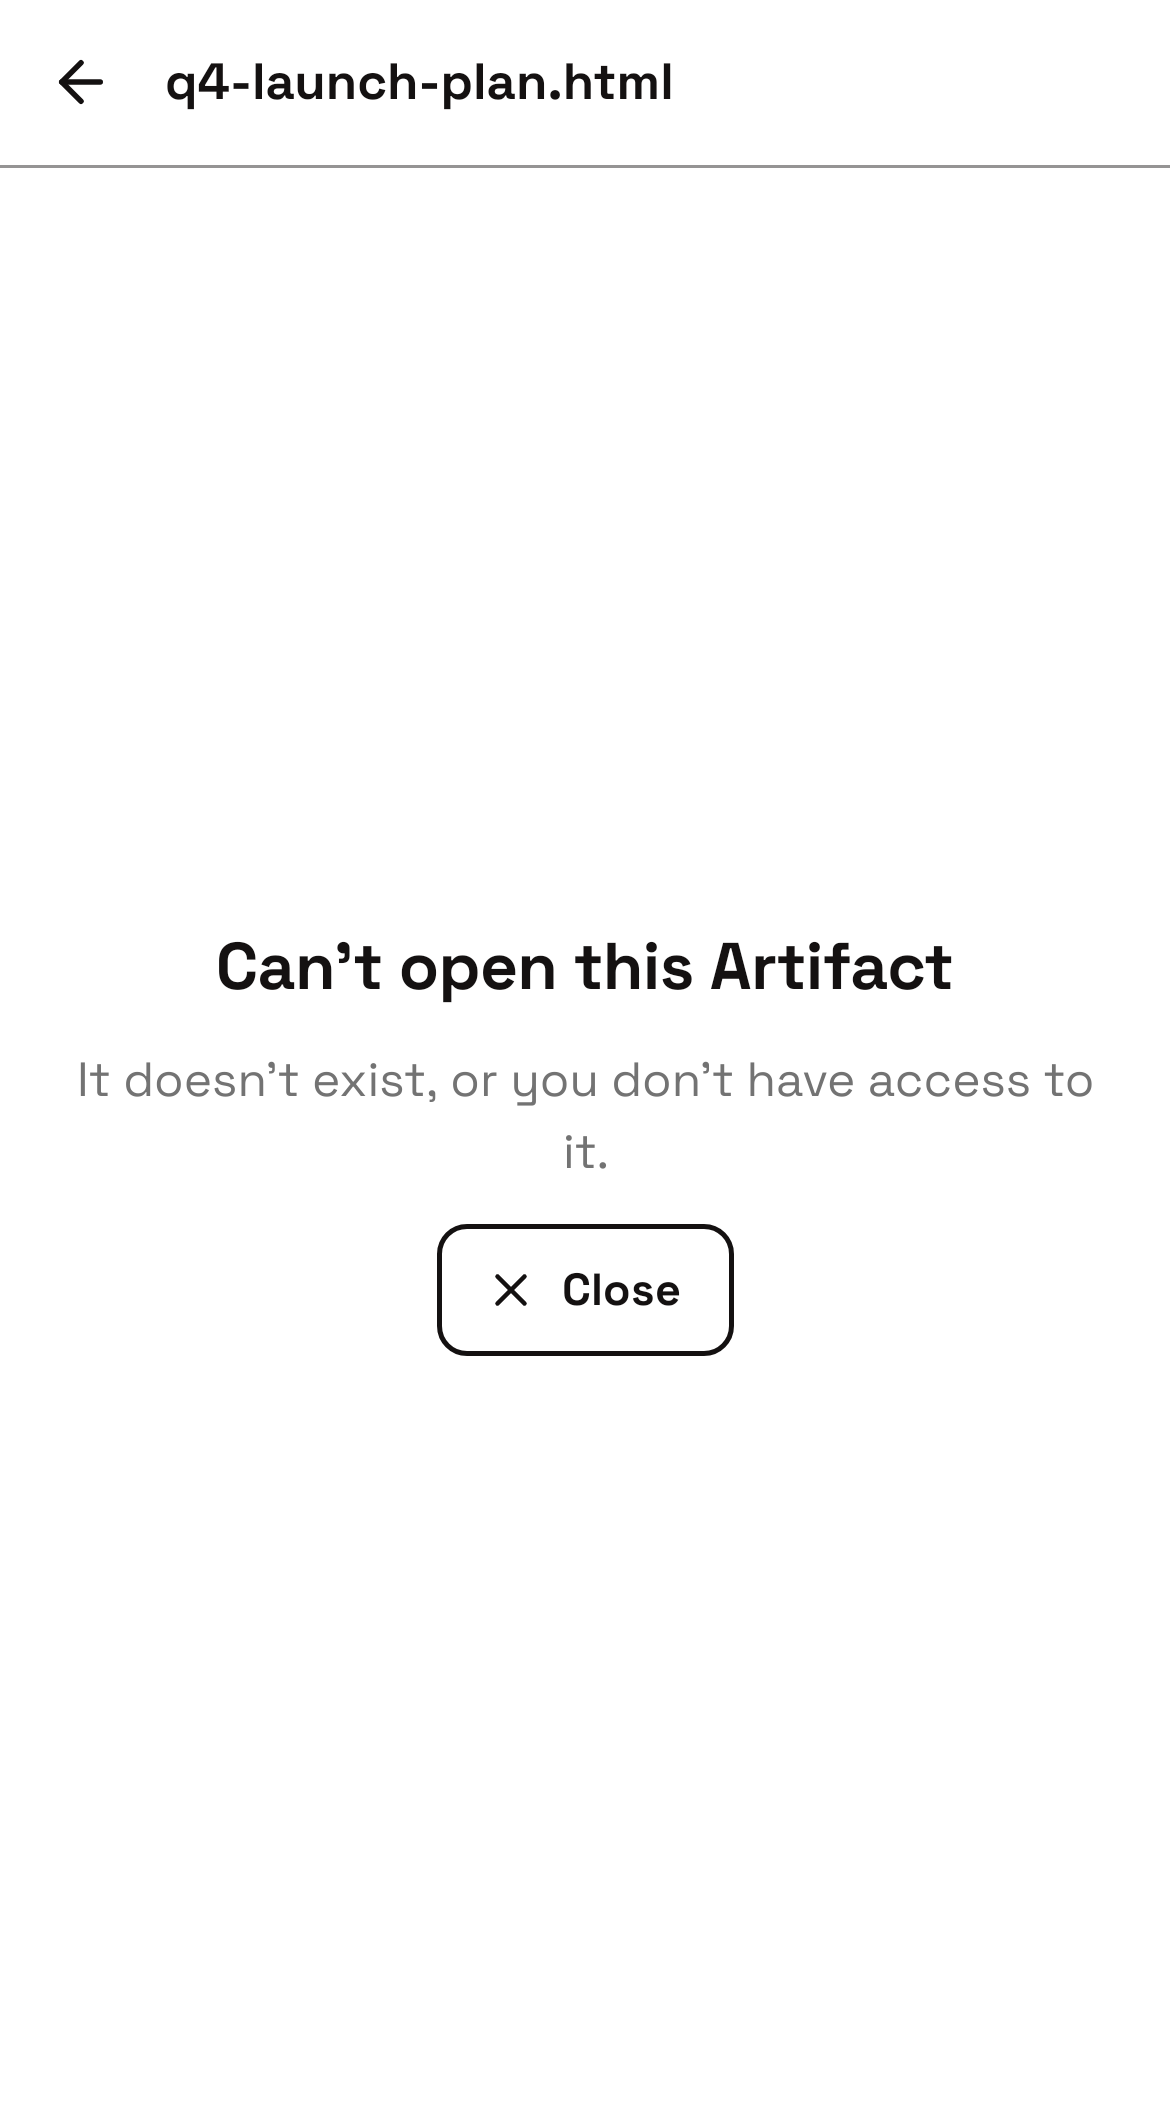 q4-launch-plan.html
Can’t open this Artifact
It doesn’t exist, or you don’t have access to
it.
Close